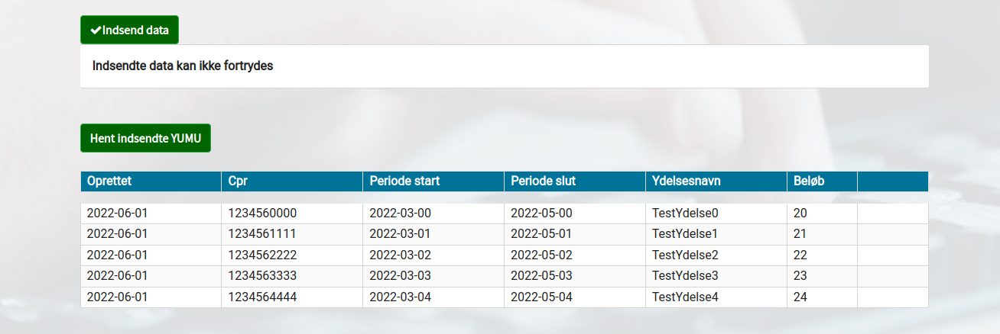 Indsend data
Indsendte data kan ikke fortrydes
Hent indsendte YUMU
Oprettet Cpr Periode start Periode slut Ydelsesnavn Beløb
2022-06-01 1234560000 2022-03-00 2022-05-00 TestYdelse0 20
2022-06-01 1234561111 2022-03-01 2022-05-01 TestYdelse1 21
2022-06-01 1234562222 2022-03-02 2022-05-02 TestYdelse2 22
2022-06-01 1234563333 2022-03-03 2022-05-03 TestYdelse3 23
2022-06-01 1234564444 2022-03-04 2022-05-04 TestYdelse4 24